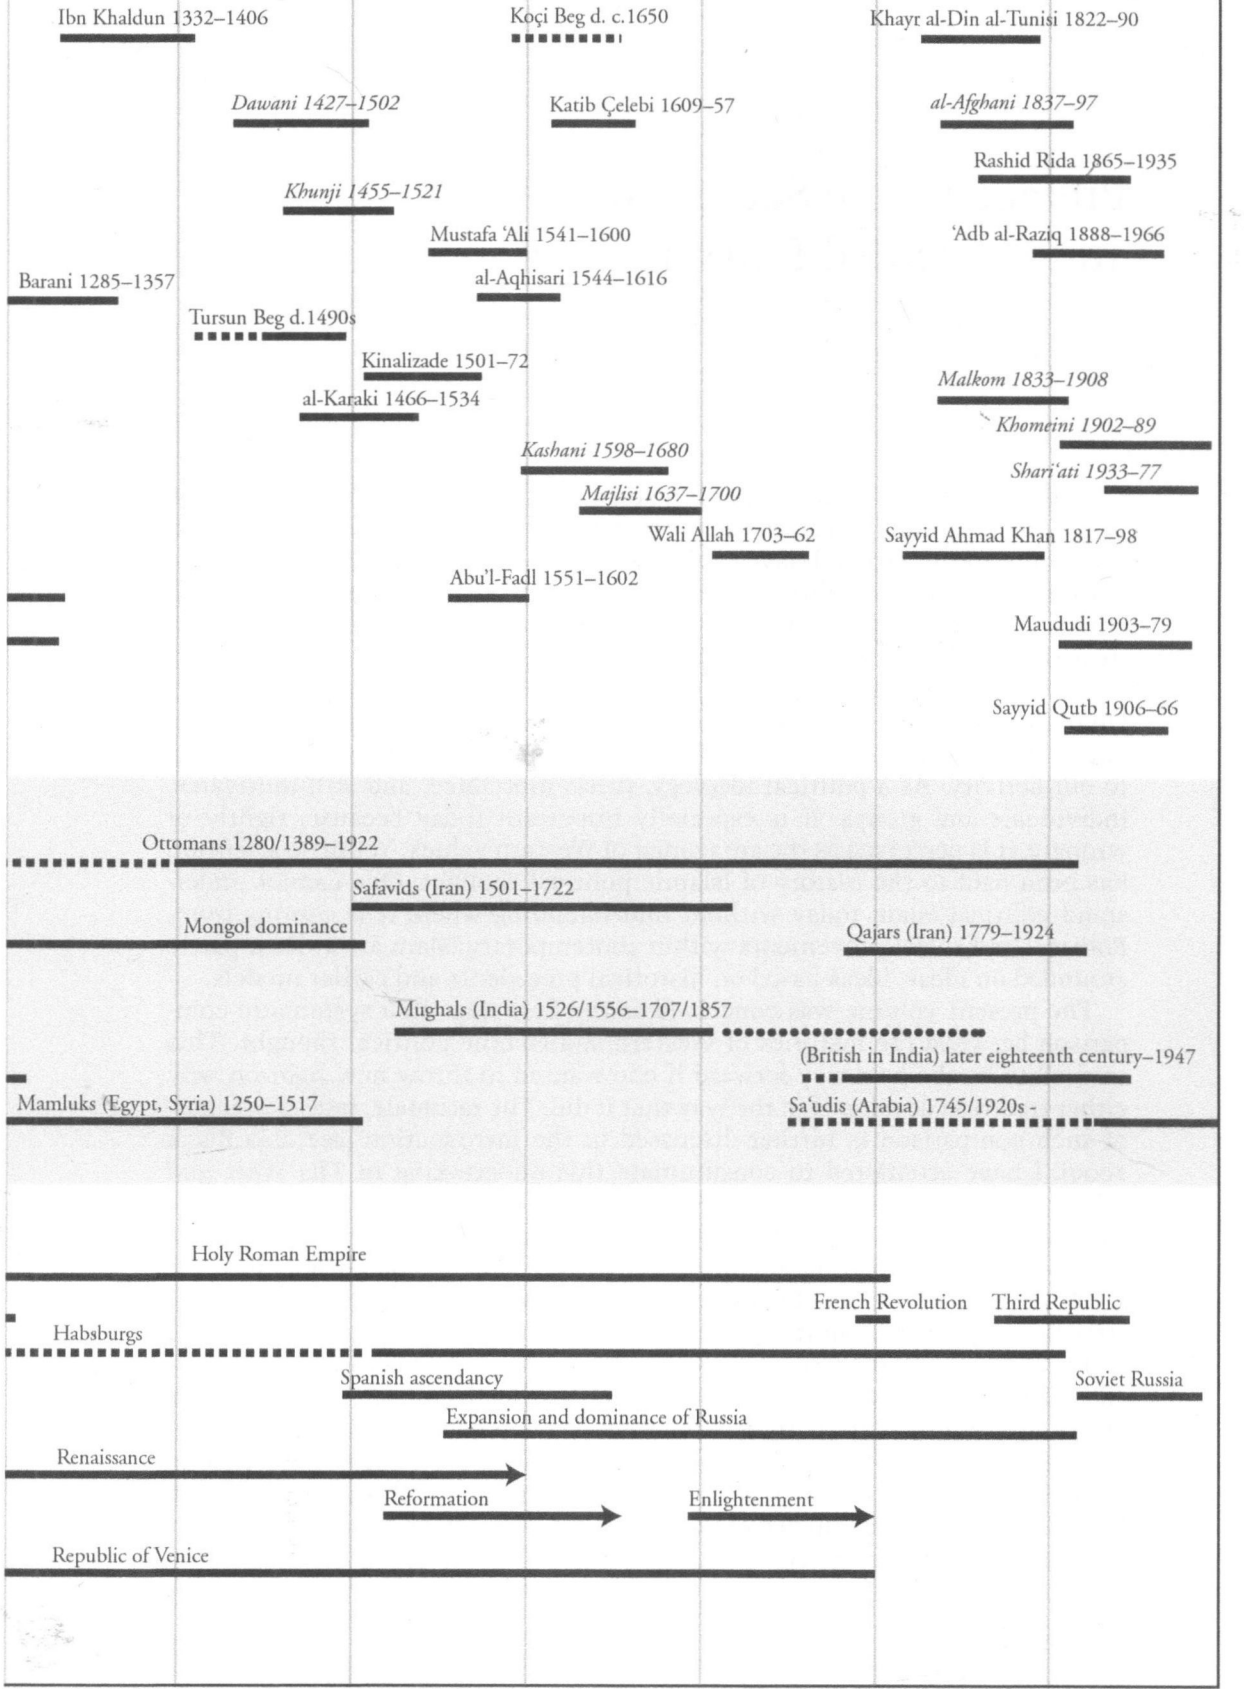 Ibn Khaldun 1332–1406
Koçi Beg d. c.1650
Khayr al-Din al-Tunisi 1822–90
Dawani 1427–1502
Katib Çelebi 1609–57
al-Afghani 1837–97
Rashid Rida 1865–1935
Khunji 1455–1521
Mustafa ‘Ali 1541–1600
‘Adb al-Raziq 1888–1966
Barani 1285–1357
al-Aqhisari 1544–1616
Tursun Beg d.1490s
Kinalizade 1501–72
Malkom 1833–1908
al-Karaki 1466–1534
Khomeini 1902–89
Kashani 1598–1680
Shari‘ati 1933–77
Majlisi 1637–1700
Wali Allah 1703–62
Sayyid Ahmad Khan 1817–98
Abu’l-Fadl 1551–1602
Maududi 1903–79
Sayyid Qutb 1906–66
Ottomans 1280/1389–1922
Safavids (Iran) 1501–1722
Mongol dominance
Qajars (Iran) 1779–1924
Mughals (India) 1526/1556–1707/1857
(British in India) later eighteenth century–1947
Mamluks (Egypt, Syria) 1250–1517
Sa‘udis (Arabia) 1745/1920s -
Holy Roman Empire
French Revolution
Third Republic
Habsburgs
Spanish ascendancy
Soviet Russia
Expansion and dominance of Russia
Renaissance
Reformation
Enlightenment
Republic of Venice